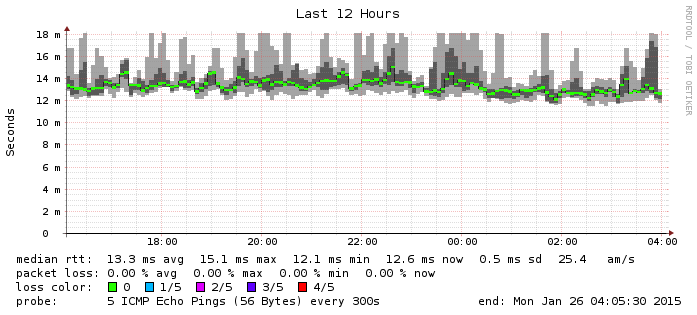 Last 12 Hours
RRDTOOL / TOBI OETIKER
Seconds
18 m
16 m
14 m
12 m
10 m
8 m
6 m
4 m
2 m
0
18:00 20:00 22:00 00:00 02:00 04:00
median rtt: 13.3 ms avg 15.1 ms max 12.1 ms min 12.6 ms now 0.5 ms sd 25.4 am/s
packet loss: 0.00 % avg 0.00 % max 0.00 % min 0.00 % now
loss color: 0 1/5 2/5 3/5 4/5
probe: 5 ICMP Echo Pings (56 Bytes) every 300s end: Mon Jan 26 04:05:30 2015